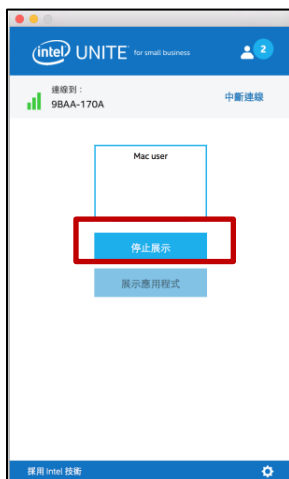 intel UNITE™ for small business
2
連線到：
9BAA-170A
中斷連線
Mac user
停止展示
展示應用程式
採用 Intel 技術